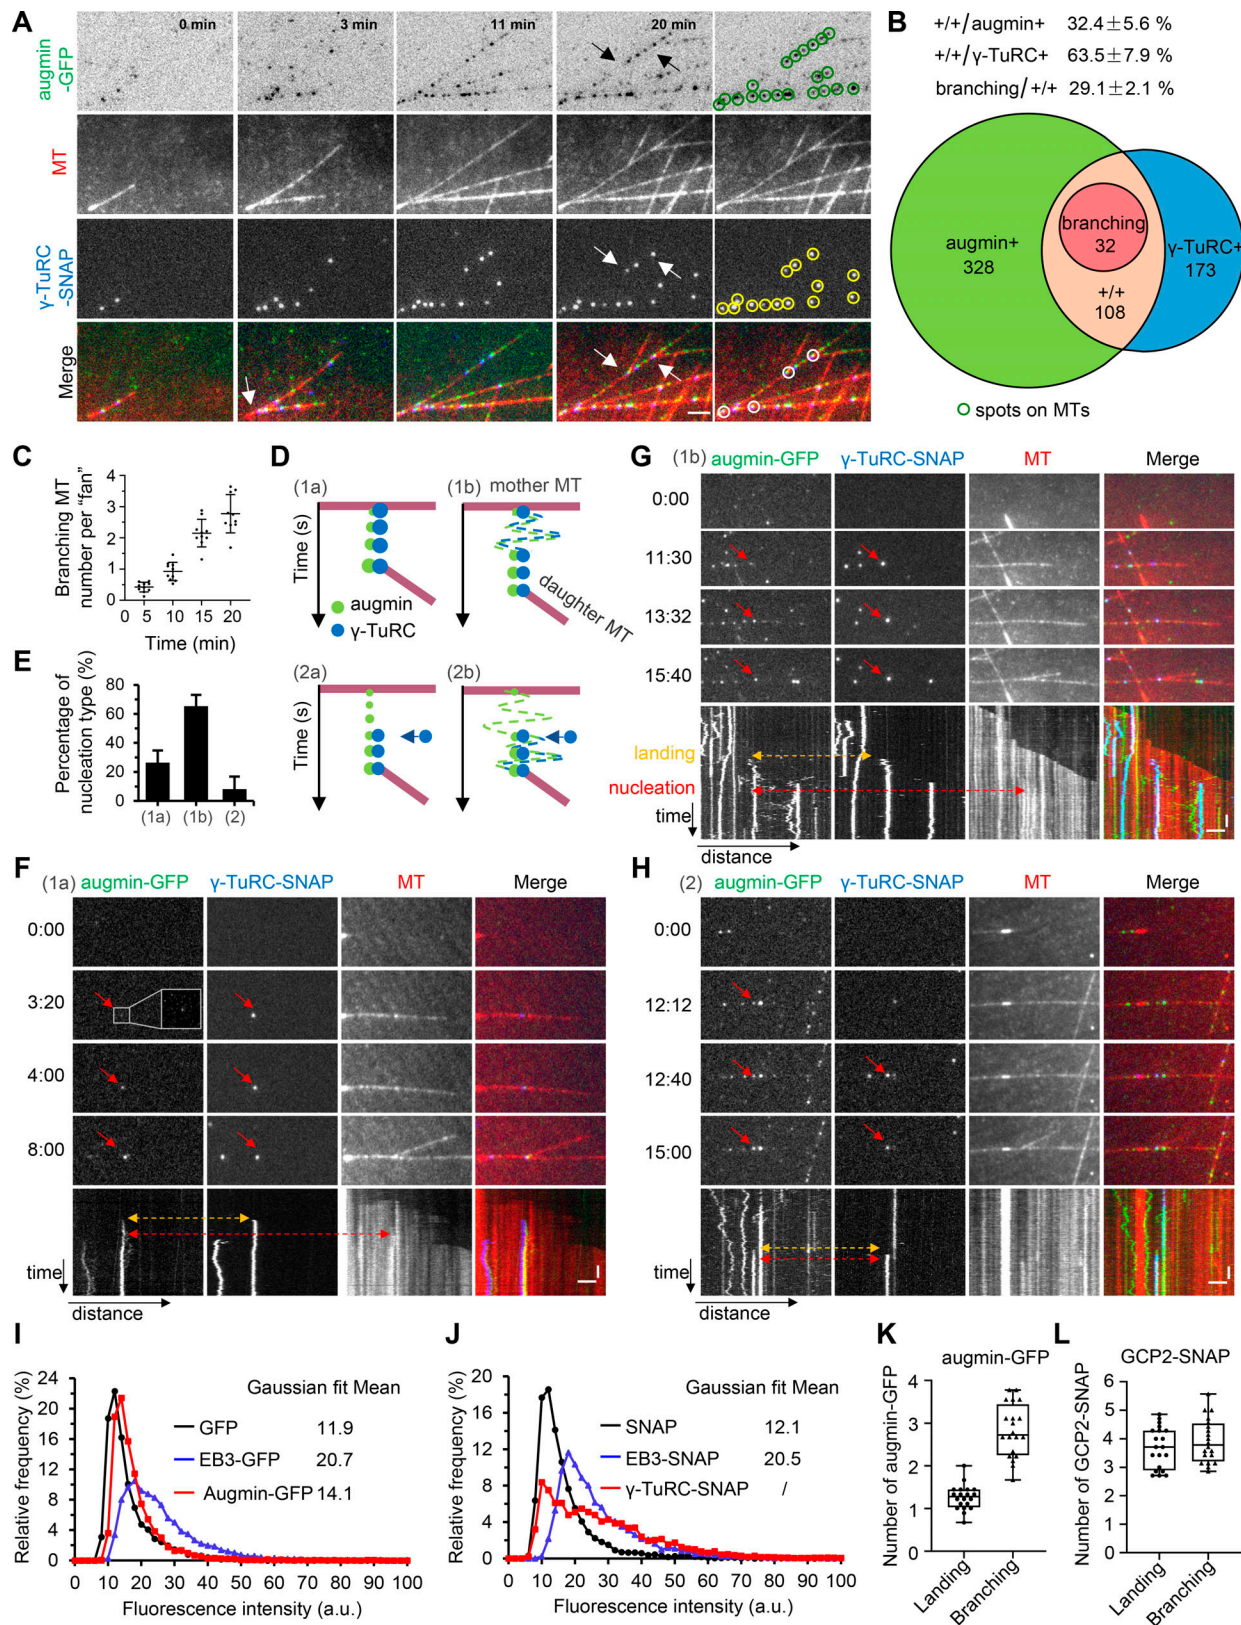 A
0 min
3 min
11 min
20 min
augmin
-GFP
MT
γ-TuRC
-SNAP
Merge
B
+/+/augmin+ 32.4±5.6 %
+/+/γ-TuRC+ 63.5±7.9 %
branching/+/+ 29.1±2.1 %
augmin+
328
branching
32
+/+
108
γ-TuRC+
173
spots on MTs
C
Branching MT
number per "fan"
4
3
2
1
0
5 10 15 20
Time (min)
D
(1a)
(1b)
mother MT
Time (s)
augmin
γ-TuRC
daughter MT
(2a)
(2b)
Time (s)
E
Percentage of
nucleation type (%)
80
60
40
20
0
(1a) (1b) (2)
F
(1a)
augmin-GFP
γ-TuRC-SNAP
MT
Merge
0:00
3:20
4:00
8:00
time
distance
G
(1b)
augmin-GFP
γ-TuRC-SNAP
MT
Merge
0:00
11:30
13:32
15:40
landing
nucleation
time
distance
H
(2)
augmin-GFP
γ-TuRC-SNAP
MT
Merge
0:00
12:12
12:40
15:00
time
distance
I
Relative frequency (%)
24
20
16
12
8
4
0
0 10 20 30 40 50 60 70 80 90 100
Fluorescence intensity (a.u.)
Gaussian fit Mean
GFP 11.9
EB3-GFP 20.7
Augmin-GFP 14.1
J
Relative frequency (%)
20
16
12
8
4
0
0 10 20 30 40 50 60 70 80 90 100
Fluorescence intensity (a.u.)
Gaussian fit Mean
SNAP 12.1
EB3-SNAP 20.5
γ-TuRC-SNAP /
K
augmin-GFP
Number of augmin-GFP
4
3
2
1
0
Landing
Branching
L
GCP2-SNAP
Number of GCP2-SNAP
6
5
4
3
2
1
0
Landing
Branching